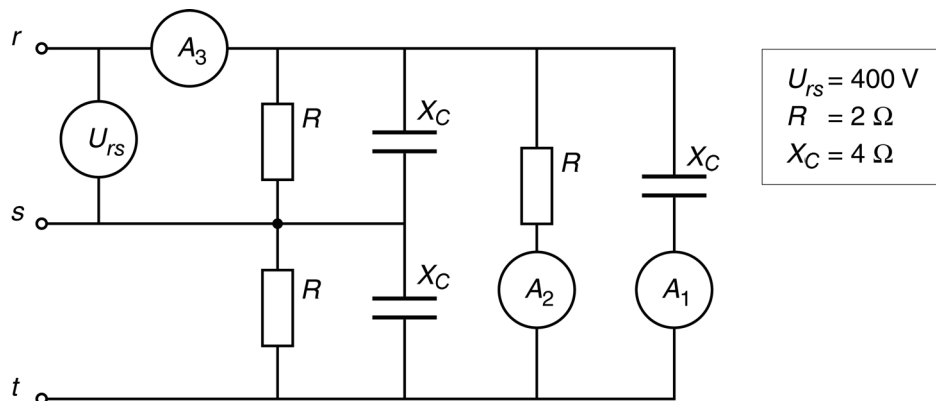 r
A3
Urs
R
XC
s
R
XC
R
XC
A2
A1
t
Urs = 400 V
R = 2 Ω
XC = 4 Ω